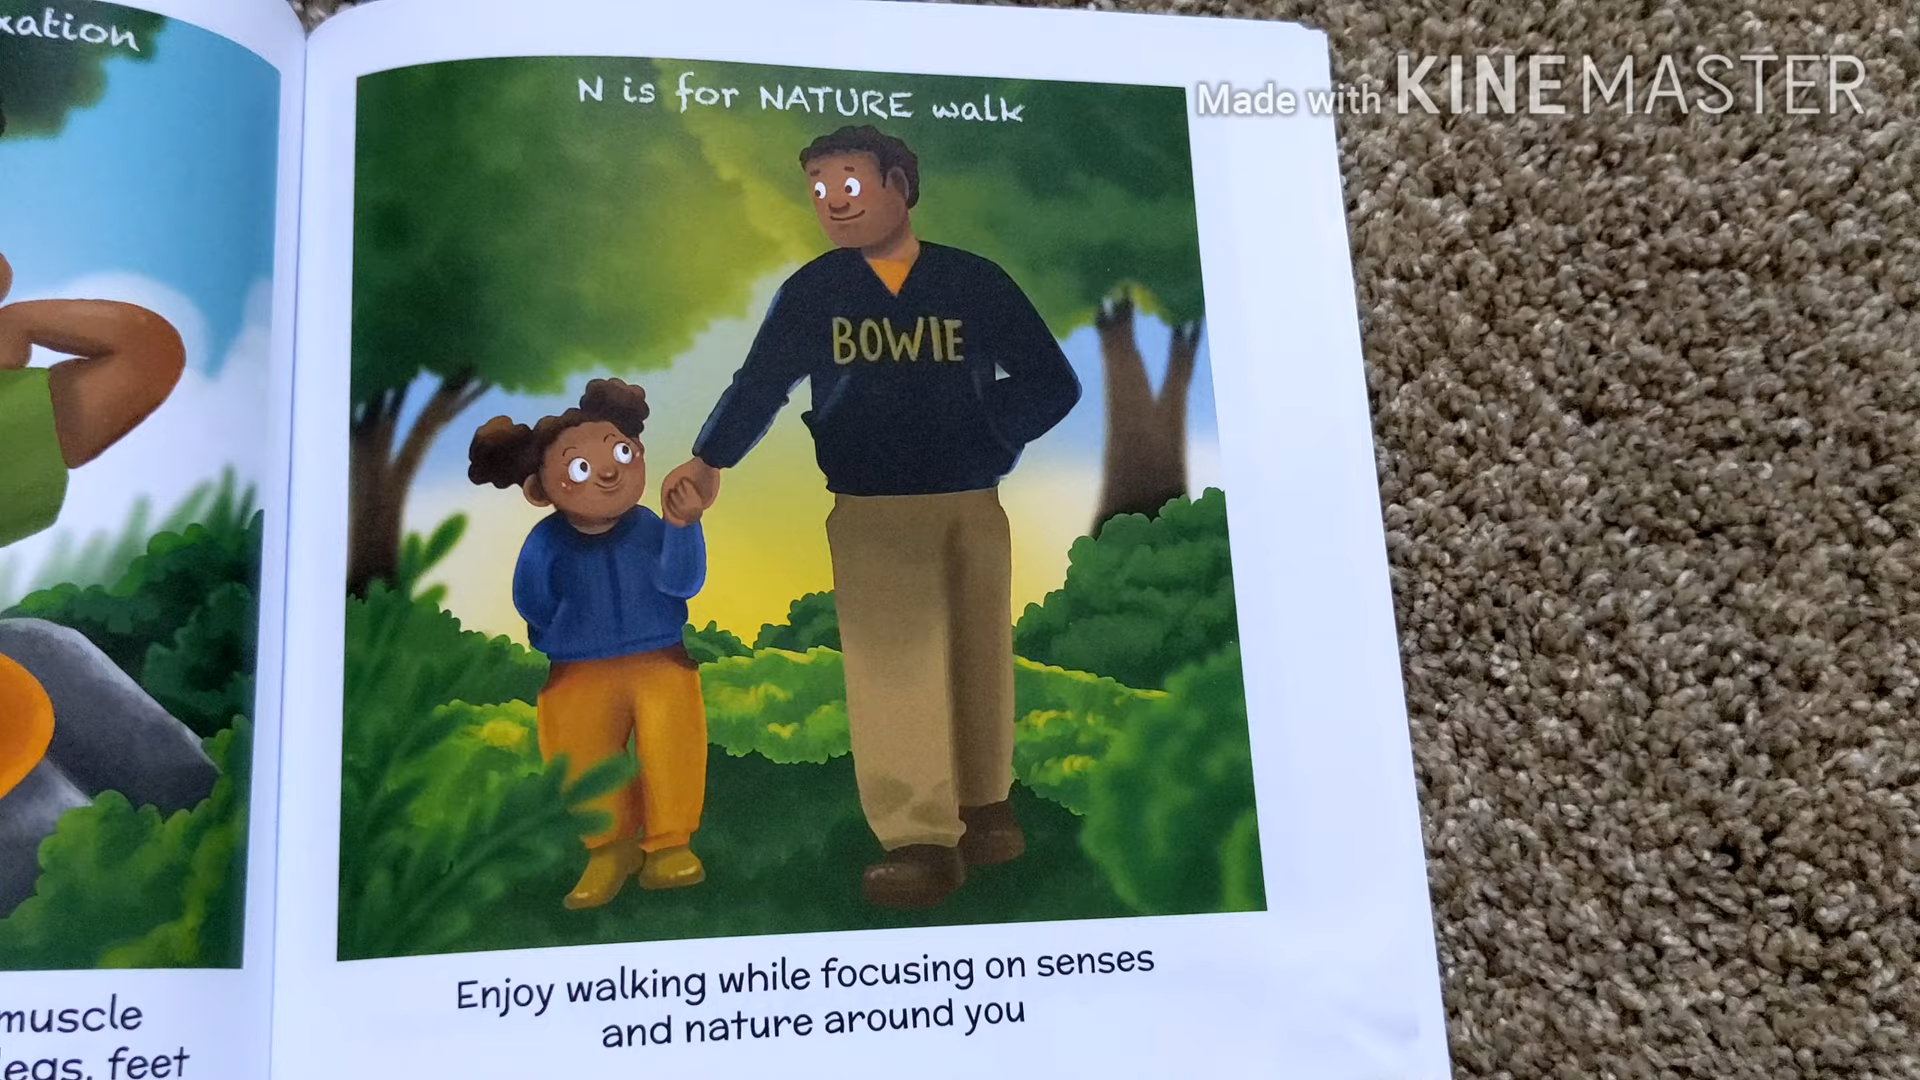 N is for NATURE walk
Made with KINEMASTER
BOWIE
Enjoy walking while focusing on senses
and nature around you
muscle
legs, feet